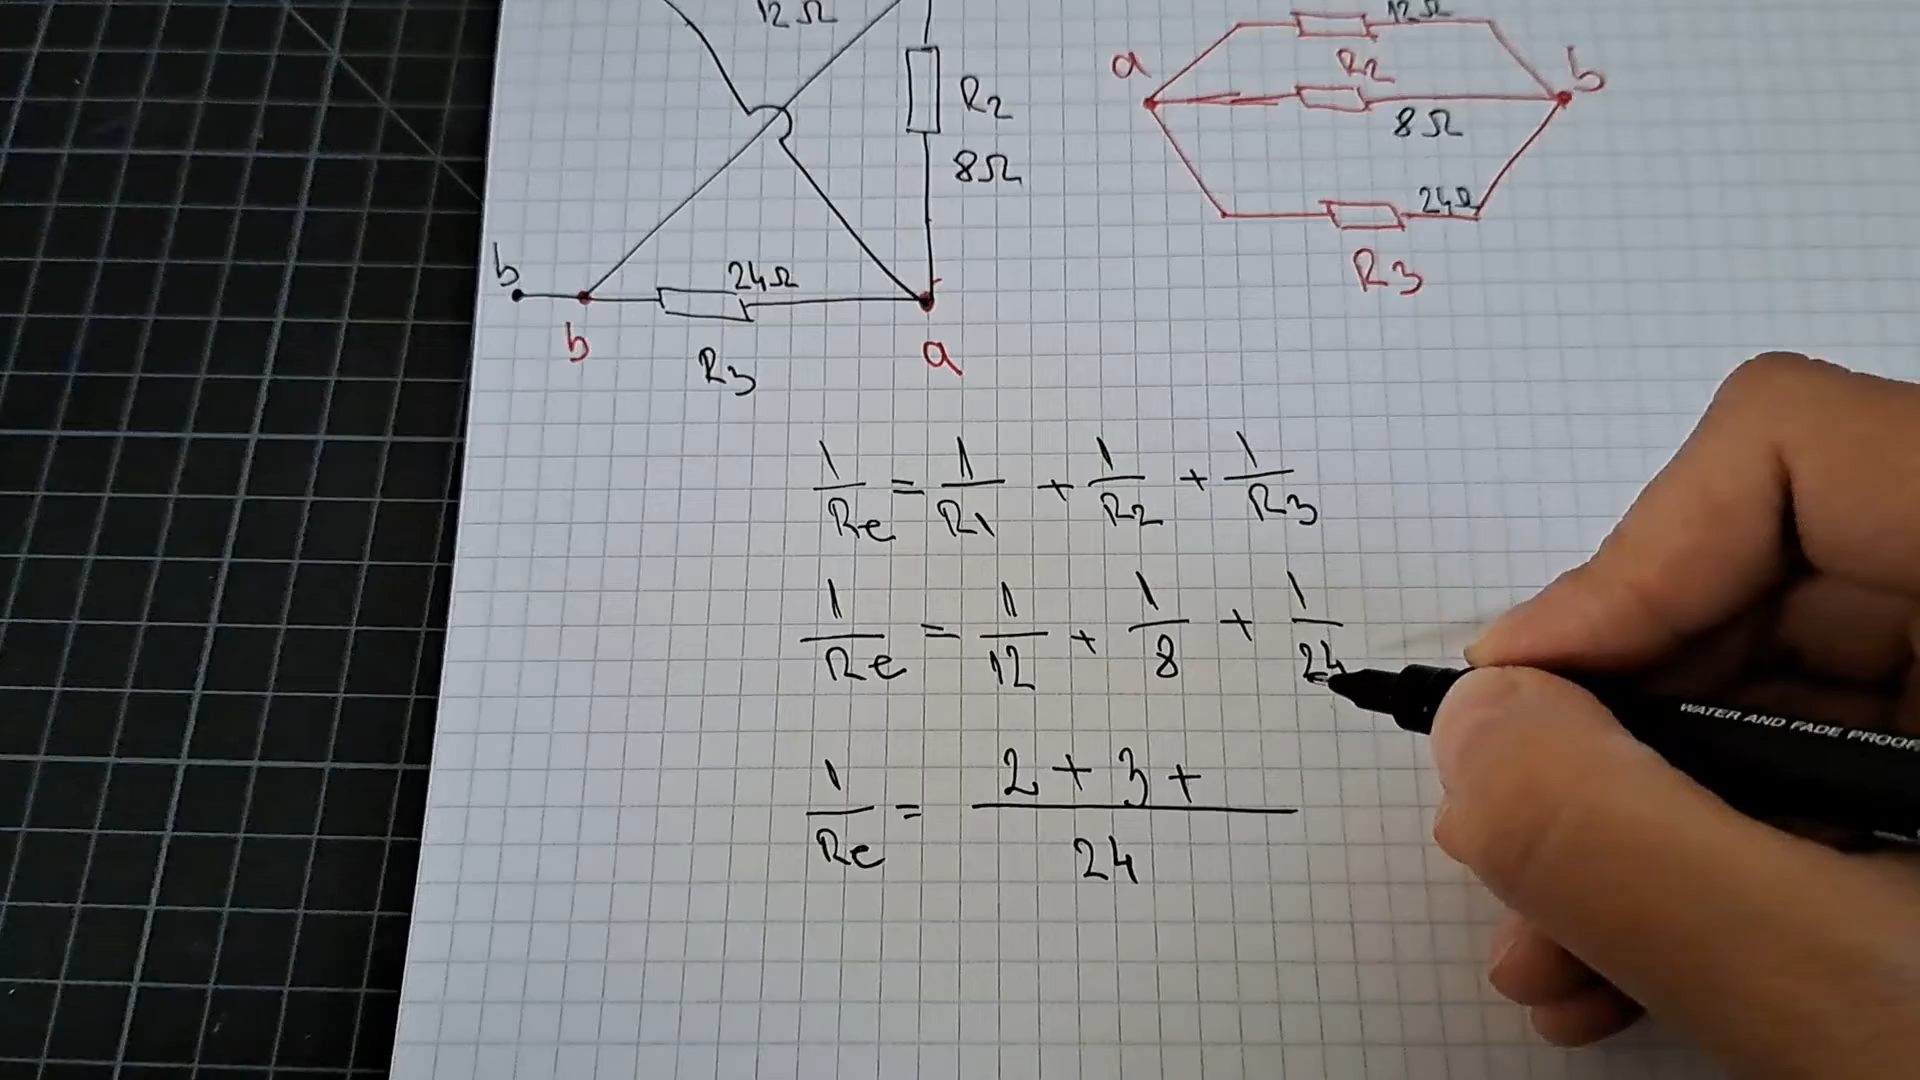 12Ω
R2
8Ω
b
24Ω
b
R3
a
12Ω
a
R2
b
8Ω
24Ω
R3
1/Re = 1/R1 + 1/R2 + 1/R3
1/Re = 1/12 + 1/8 + 1/24
1/Re = 2 + 3 + / 24
WATER AND FADE PROOF